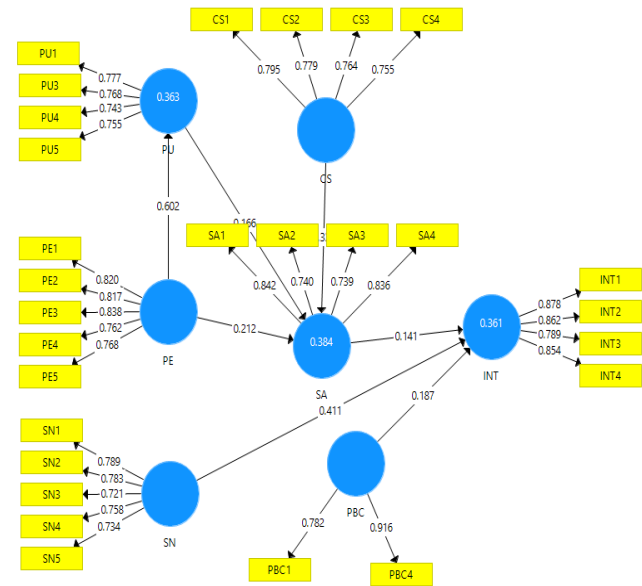 CS1
CS2
CS3
CS4
0.795
0.779
0.764
0.755
CS
PU1
PU3
PU4
PU5
0.777
0.768
0.743
0.755
0.363
PU
0.602
0.166
SA1
SA2
SA3
SA4
0.842
0.740
0.739
0.836
0.384
SA
PE1
PE2
PE3
PE4
PE5
0.820
0.817
0.838
0.762
0.768
PE
0.212
0.141
0.361
INT
INT1
INT2
INT3
INT4
0.878
0.862
0.789
0.854
0.411
0.187
SN1
SN2
SN3
SN4
SN5
0.789
0.783
0.721
0.758
0.734
SN
PBC
0.782
0.916
PBC1
PBC4